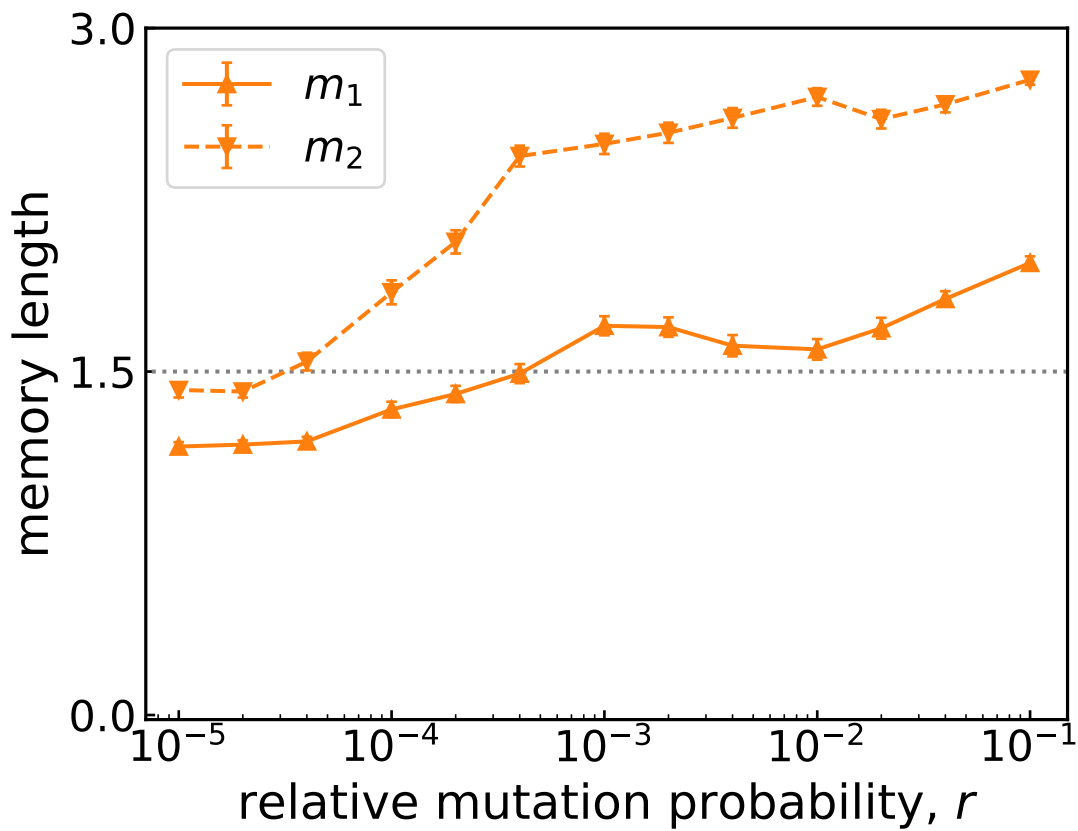 3.0
m₁
m₂
memory length
1.5
0.0
10⁻⁵ 10⁻⁴ 10⁻³ 10⁻² 10⁻¹
relative mutation probability, r